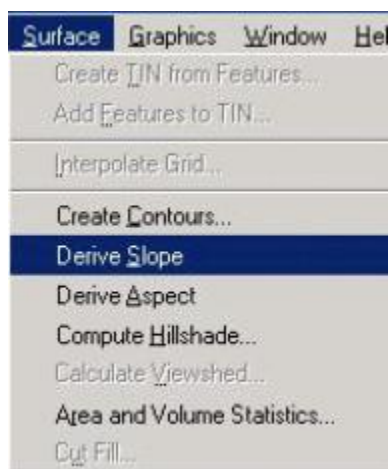 Surface Graphics Window Hel
Create TIN from Features...
Add Features to TIN...
Interpolate Grid...
Create Contours...
Derive Slope
Derive Aspect
Compute Hillshade...
Calculate Viewshed...
Area and Volume Statistics...
Cut Fill...